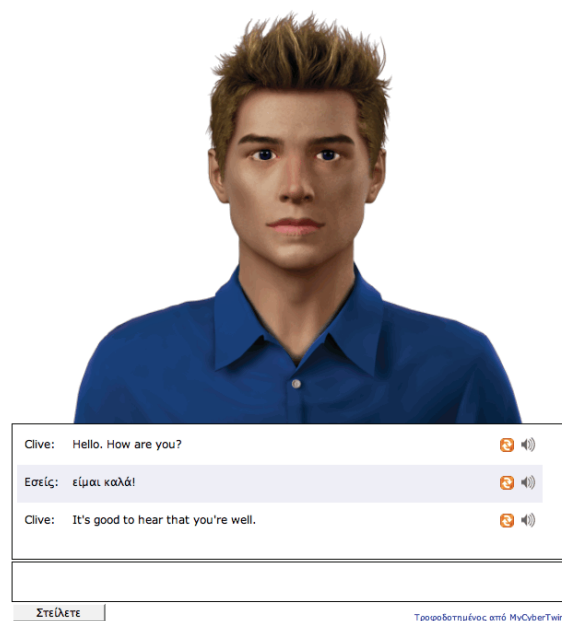 Clive: Hello. How are you?
Εσείς: είμαι καλά!
Clive: It's good to hear that you're well.
Στείλετε
Τροφοδοτημένος από MyCyberTwin